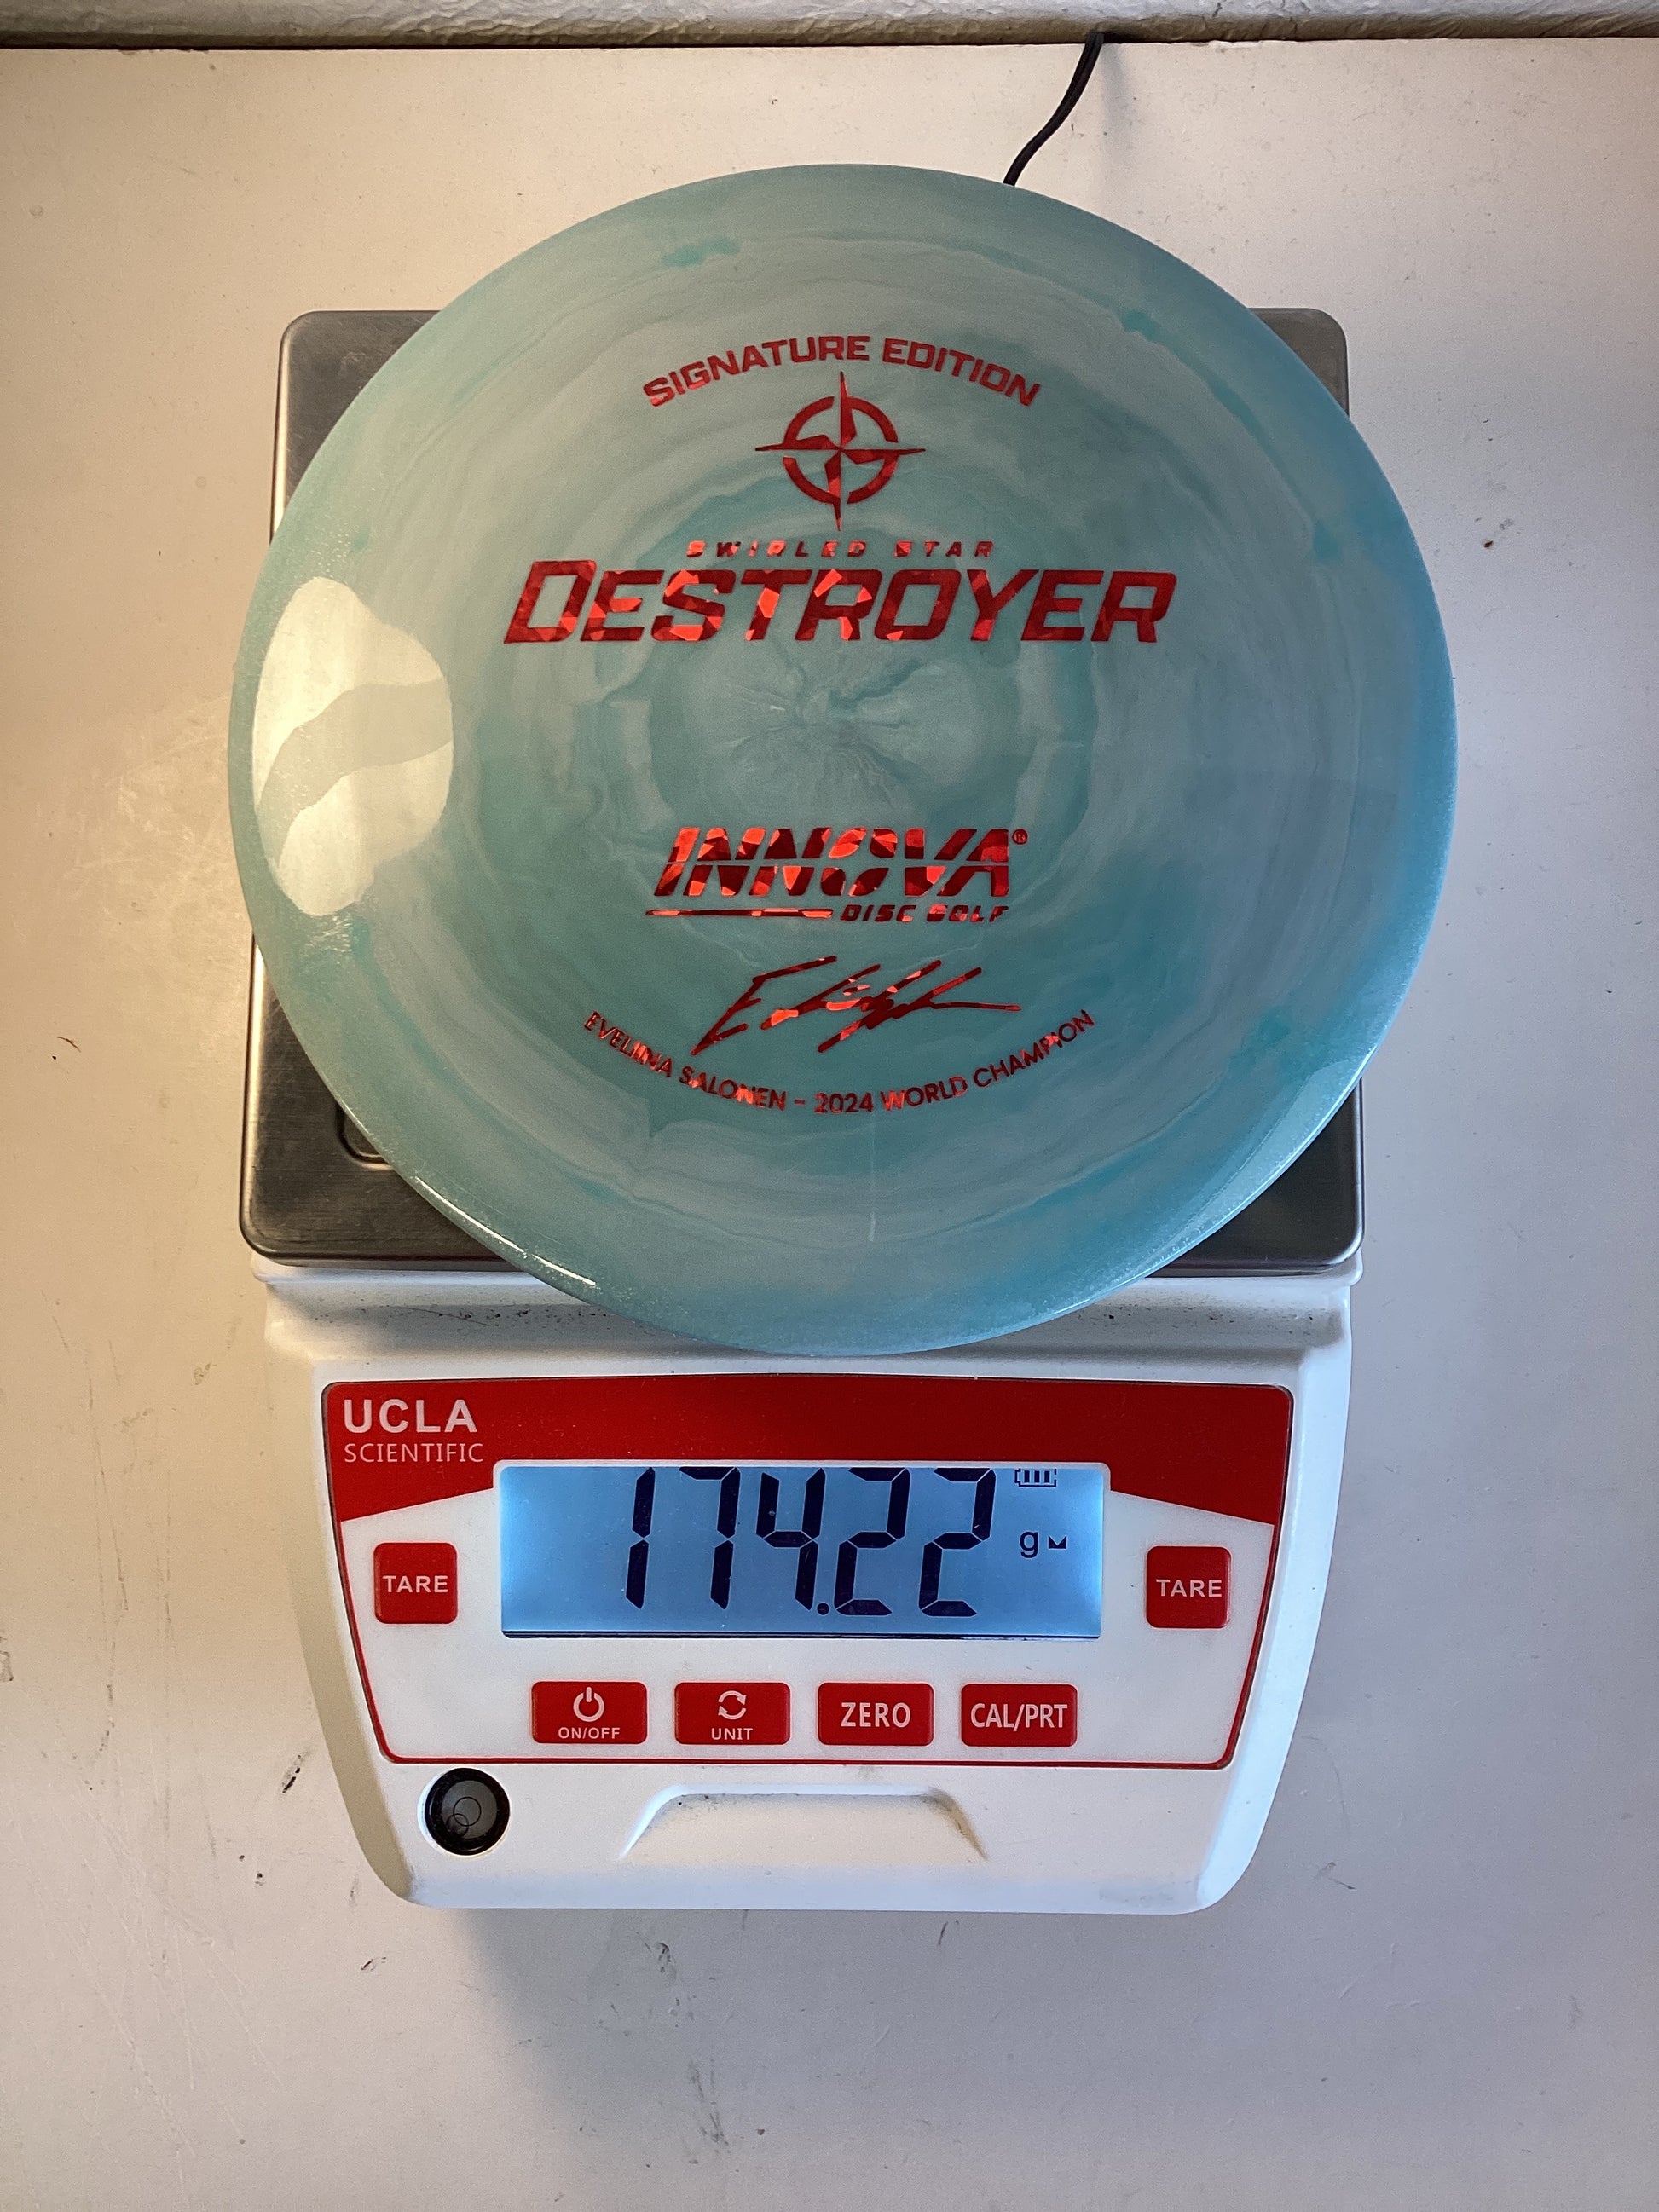 SIGNATURE EDITION
SWIRLED STAR
DESTROYER
INNOVA®
DISC GOLF
EVELIINA SALONEN - 2024 WORLD CHAMPION
UCLA
SCIENTIFIC
174.22 g
TARE
TARE
ON/OFF
UNIT
ZERO
CAL/PRT